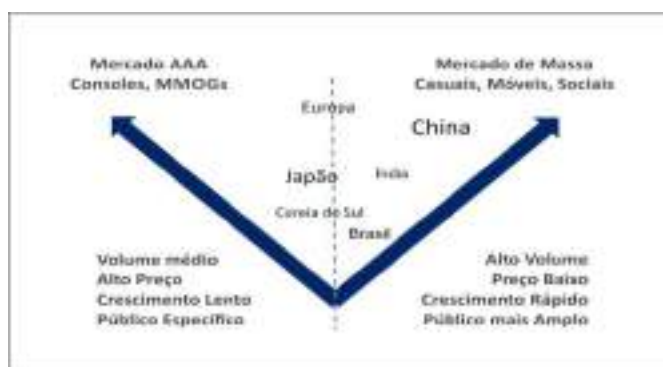 Mercado AAA
Consoles, MMOGs
Mercado de Massa
Casuais, Móveis, Sociais
Europa
China
Japão
India
Coreia do Sul
Brasil
Volume médio
Alto Preço
Crescimento Lento
Público Específico
Alto Volume
Preço Baixo
Crescimento Rápido
Público mais Amplo